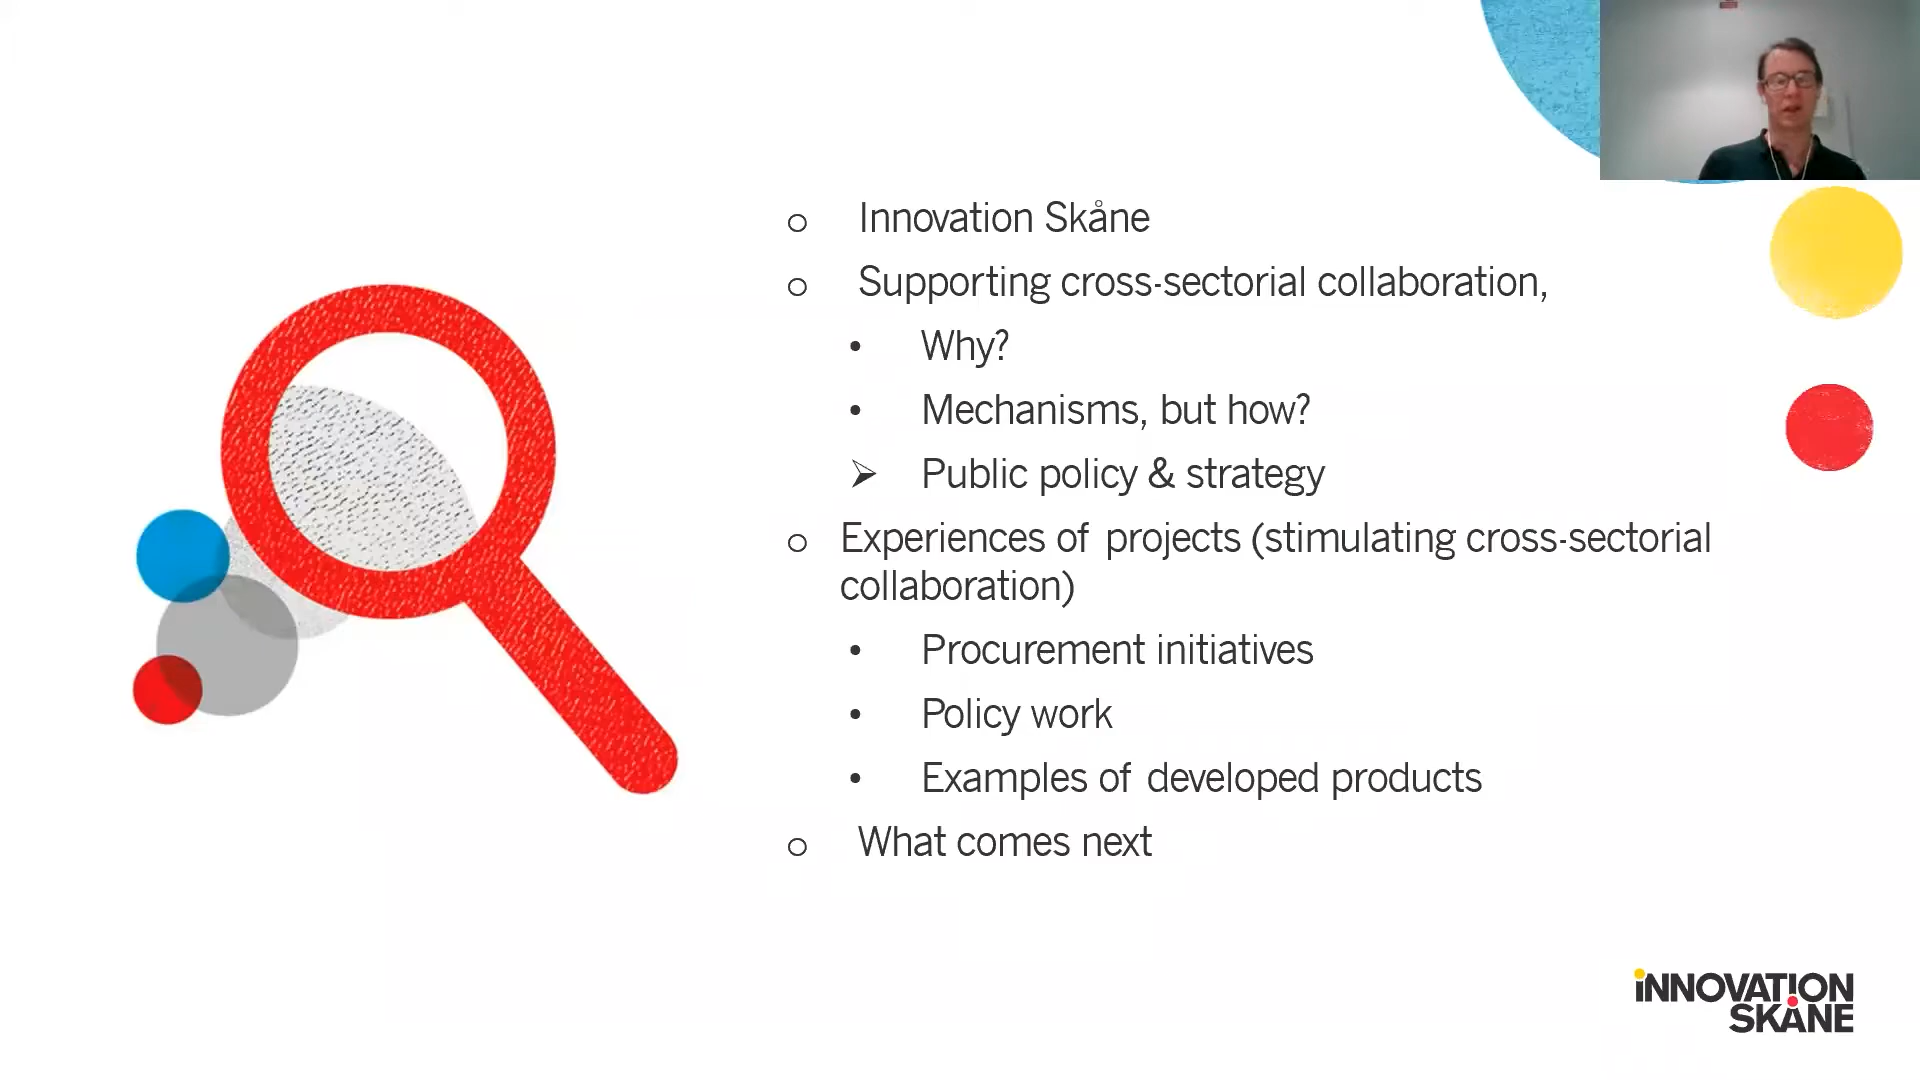 Innovation Skåne
Supporting cross-sectorial collaboration,
Why?
Mechanisms, but how?
Public policy & strategy
Experiences of projects (stimulating cross-sectorial
collaboration)
Procurement initiatives
Policy work
Examples of developed products
What comes next
iNNOVATION
SKÅNE